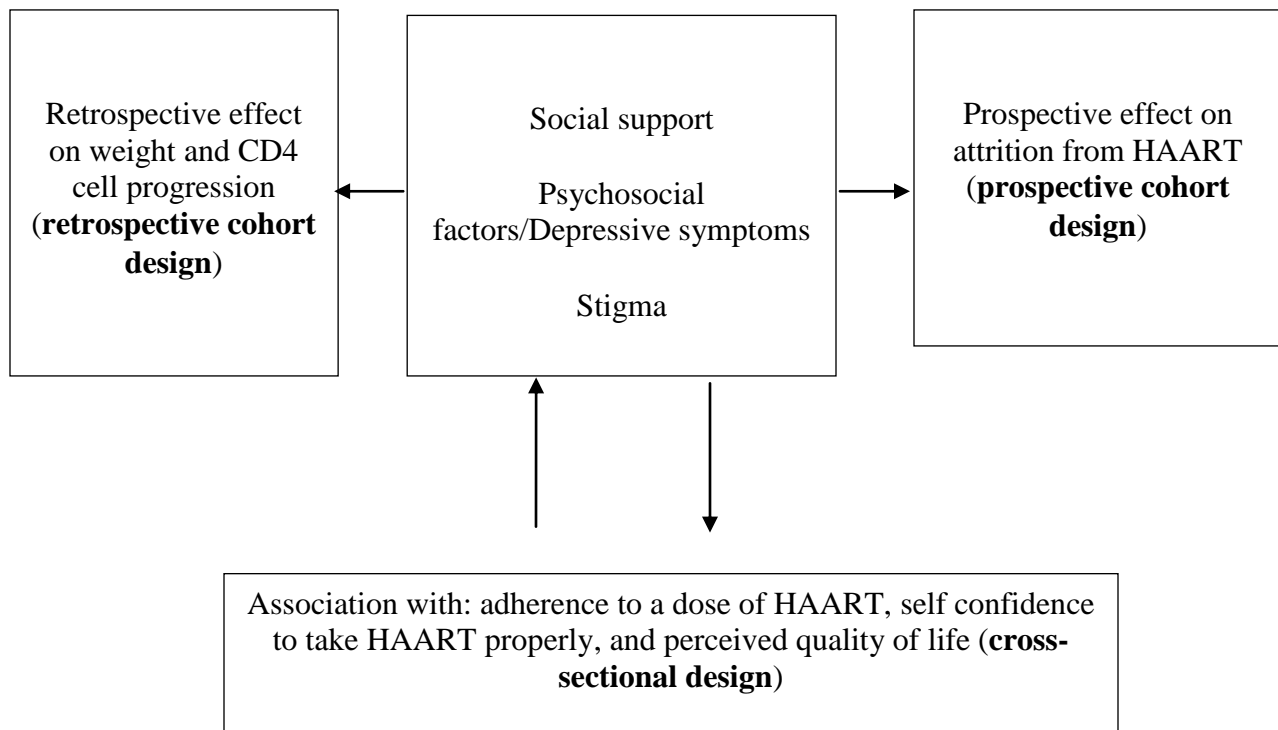 Retrospective effect
on weight and CD4
cell progression
(retrospective cohort
design)
Social support
Psychosocial
factors/Depressive symptoms
Stigma
Prospective effect on
attrition from HAART
(prospective cohort
design)
Association with: adherence to a dose of HAART, self confidence
to take HAART properly, and perceived quality of life (cross-
sectional design)